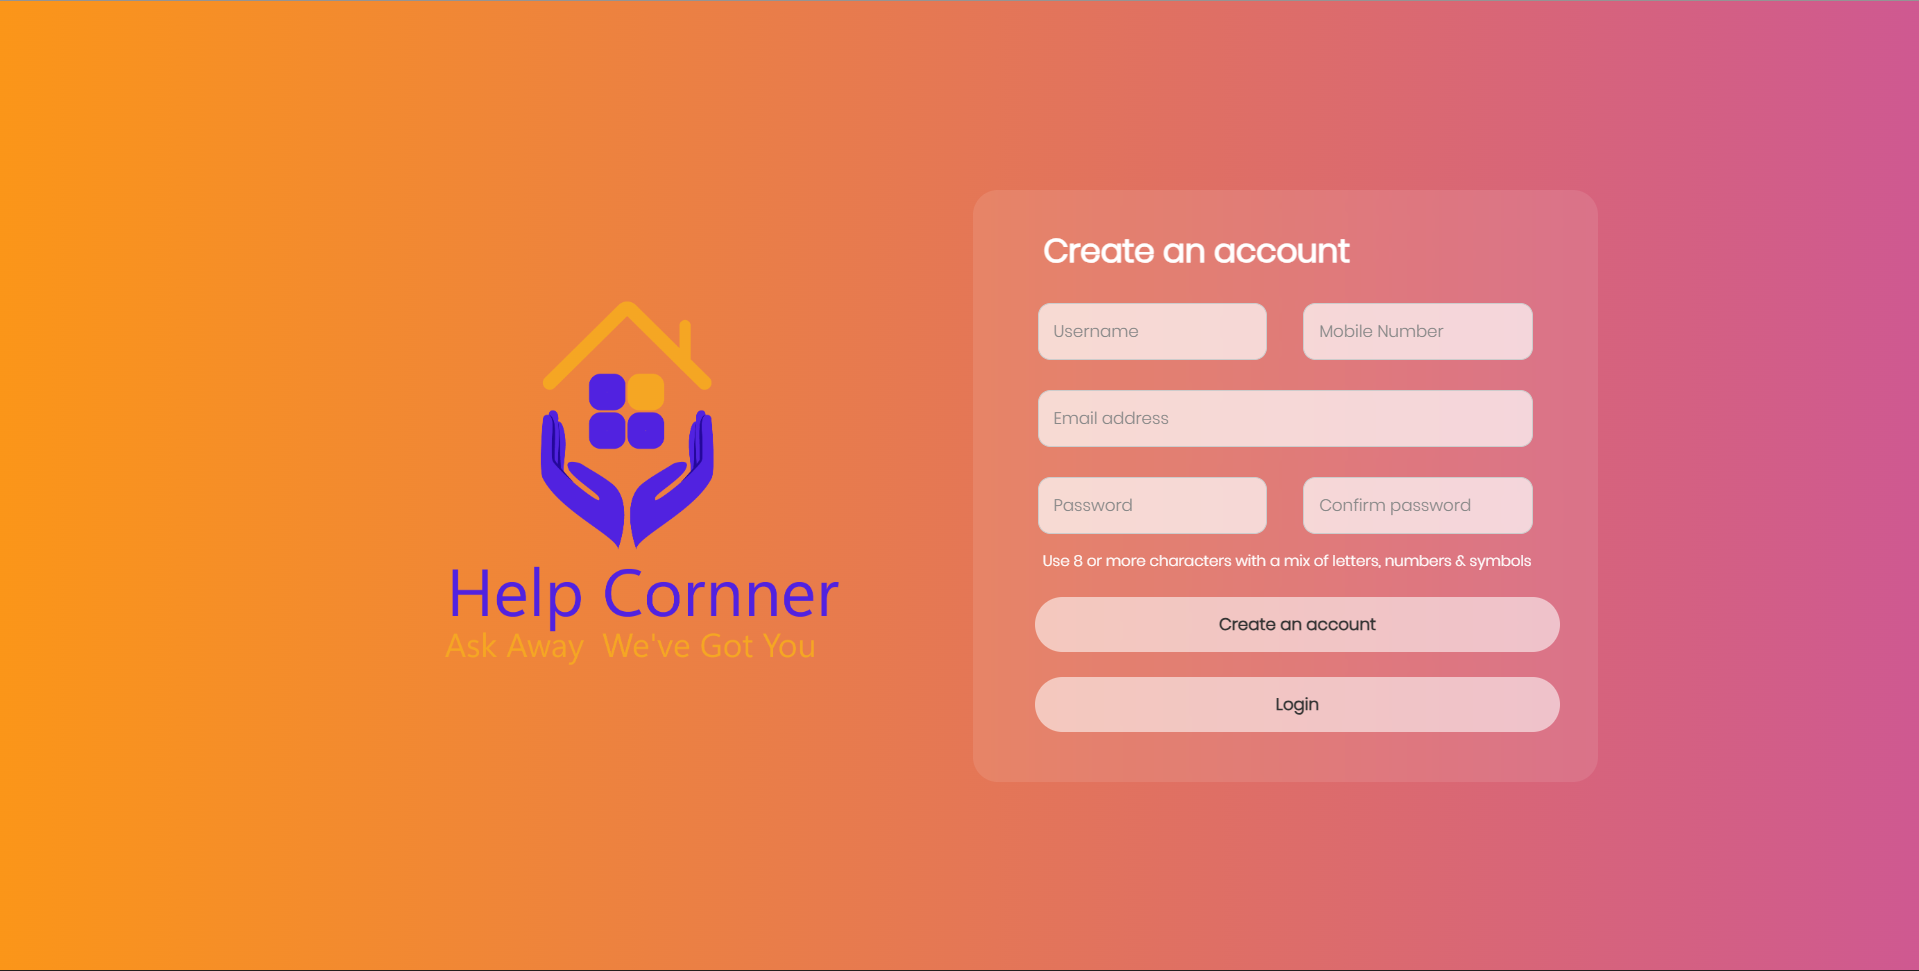 Help Cornner
Ask Away We've Got You
Create an account
Username
Mobile Number
Email address
Password
Confirm password
Use 8 or more characters with a mix of letters, numbers & symbols
Create an account
Login